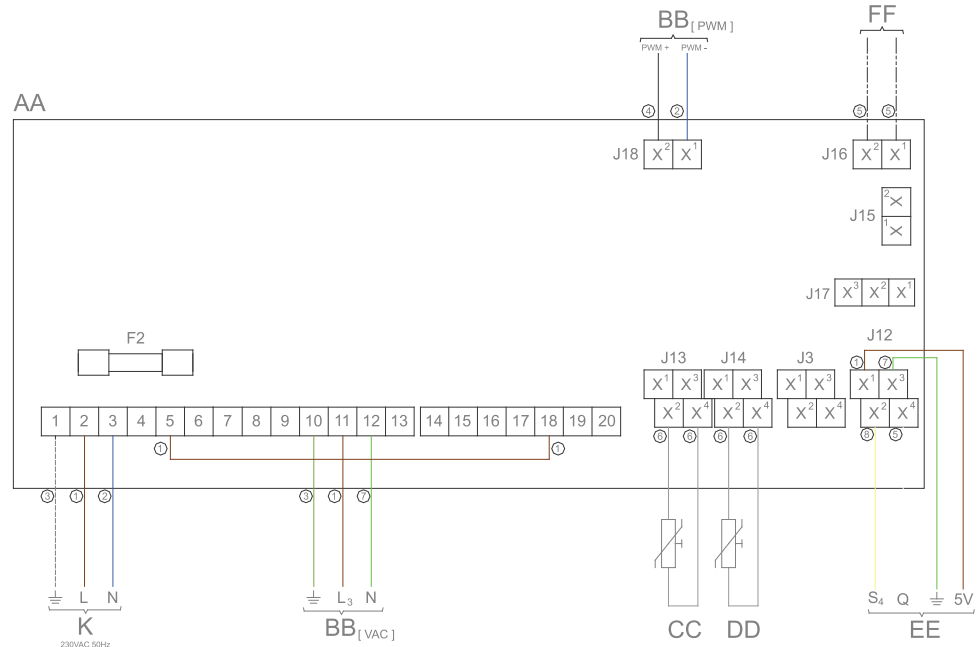 BB[ PWM ]
FF
PWM + PWM -
AA
4 2 5 5
J18 X2 X1
J16 X2 X1
J15 2X
1X
J17 X3 X2 X1
F2
J12
J13 J14 J3
1 7
X1 X3 X1 X3 X1 X3 X1 X3
X2 X4 X2 X4 X2 X4 X2 X4
1 2 3 4 5 6 7 8 9 10 11 12 13 14 15 16 17 18 19 20
6 6 6 6 8 5
1 1
3 1 2 3 1 7
L N L3 N S4 Q 5V
K BB[ VAC ] CC DD EE
230VAC 50Hz